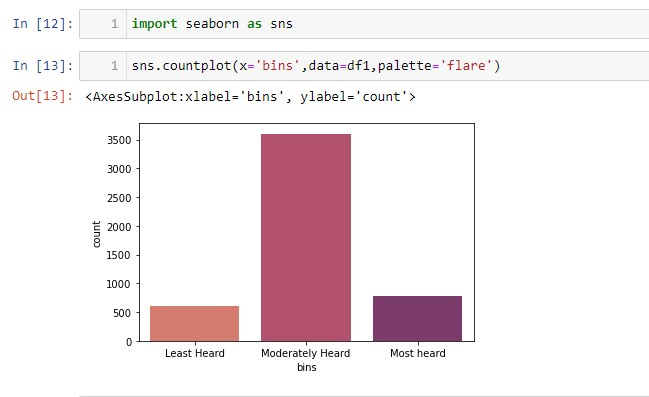 In [12]: 1 import seaborn as sns
In [13]: 1 sns.countplot(x='bins',data=df1,palette='flare')
Out[13]: <AxesSubplot:xlabel='bins', ylabel='count'>
3500
3000
2500
2000
1500
1000
500
0
count
Least Heard Moderately Heard Most heard
bins